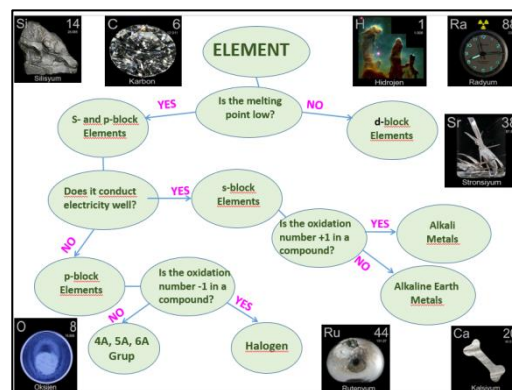 Si 14
Silisyum
C 6
Karbon
H 1
Hidrojen
Ra 88
Radyum
ELEMENT
Is the melting
point low?
YES
NO
S- and p-block
Elements
d-block
Elements
Sr 38
Stronsiyum
Does it conduct
electricity well?
YES
s-block
Elements
Is the oxidation
number +1 in a
compound?
YES
Alkali
Metals
NO
Alkaline Earth
Metals
NO
p-block
Elements
Is the oxidation
number -1 in a
compound?
NO
YES
4A, 5A, 6A
Grup
Halogen
O 8
Oksijen
Ru 44
Rutenyum
Ca 20
Kalsiyum